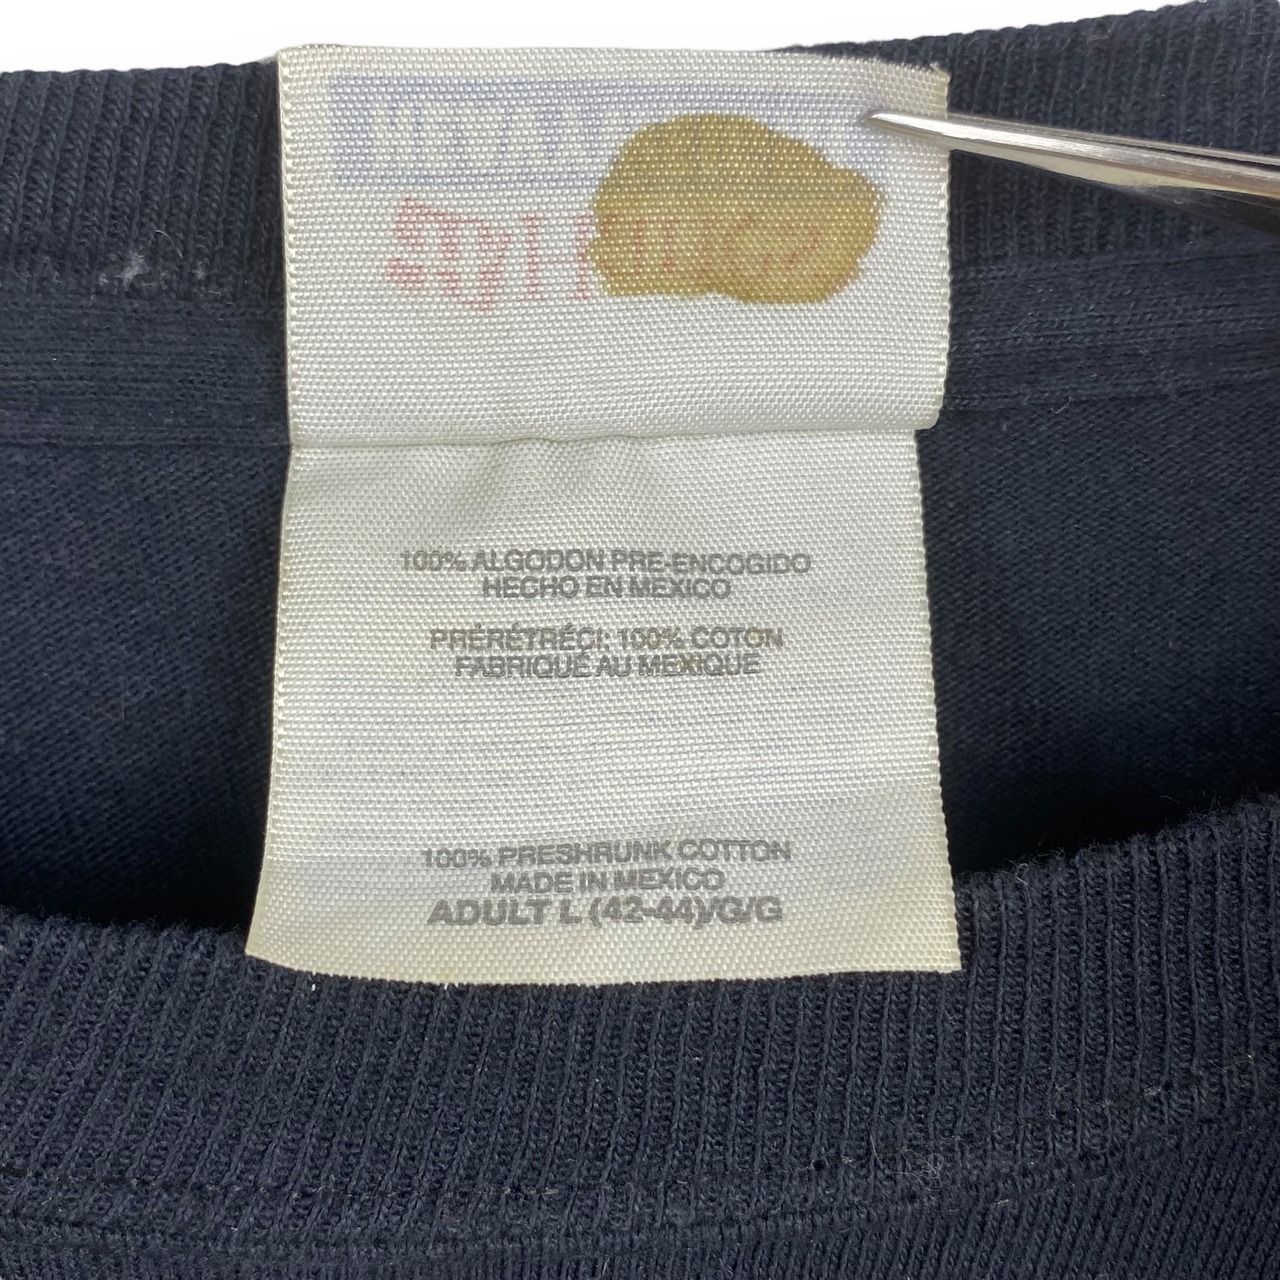 100% ALGODON PRE-ENCOGIDO
HECHO EN MEXICO
PRÉRÉTRÉCI: 100% COTON
FABRIQUÉ AU MEXIQUE
100% PRESHRUNK COTTON
MADE IN MEXICO
ADULT L (42-44)/G/G